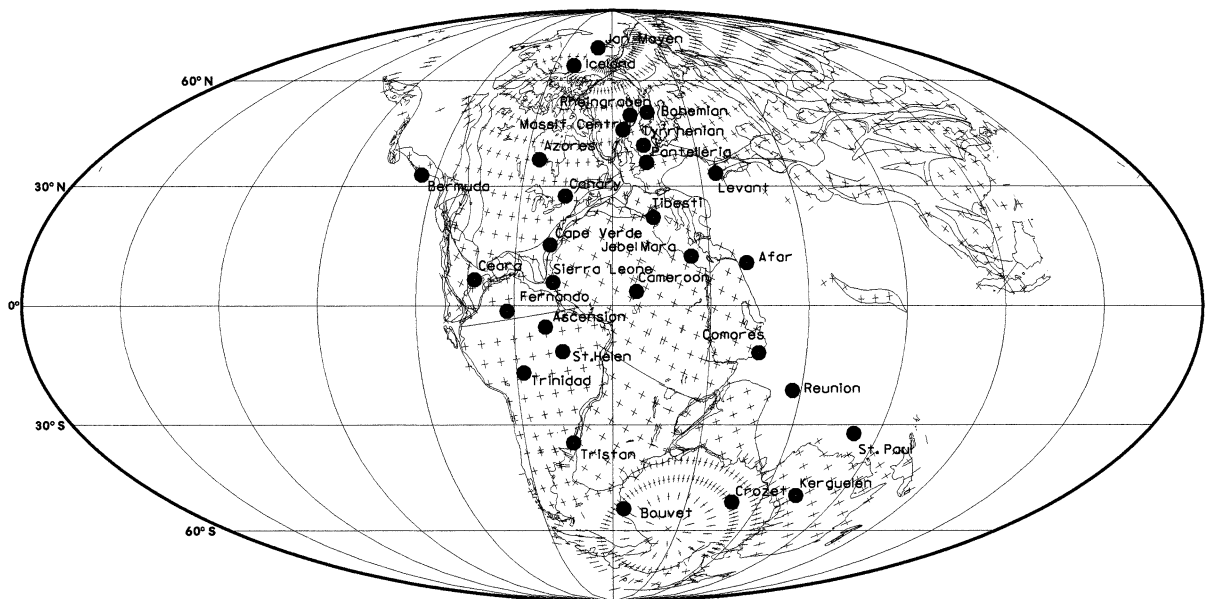 Jan Mayen
Iceland
60° N
Rheingraben
Bohemian
Massif Central
Tyrrhenian
Azores
Pantelleria
30° N
Bermuda
Canary
Levant
Tibesti
Cape Verde
Jebel Mara
Afar
Ceara
Sierra Leone
Cameroon
Fernando
0°
Ascension
Comores
St.Helen
Trinidad
Reunion
30° S
Tristan
St.Paul
Kerguelen
Crozet
Bouvet
60° S